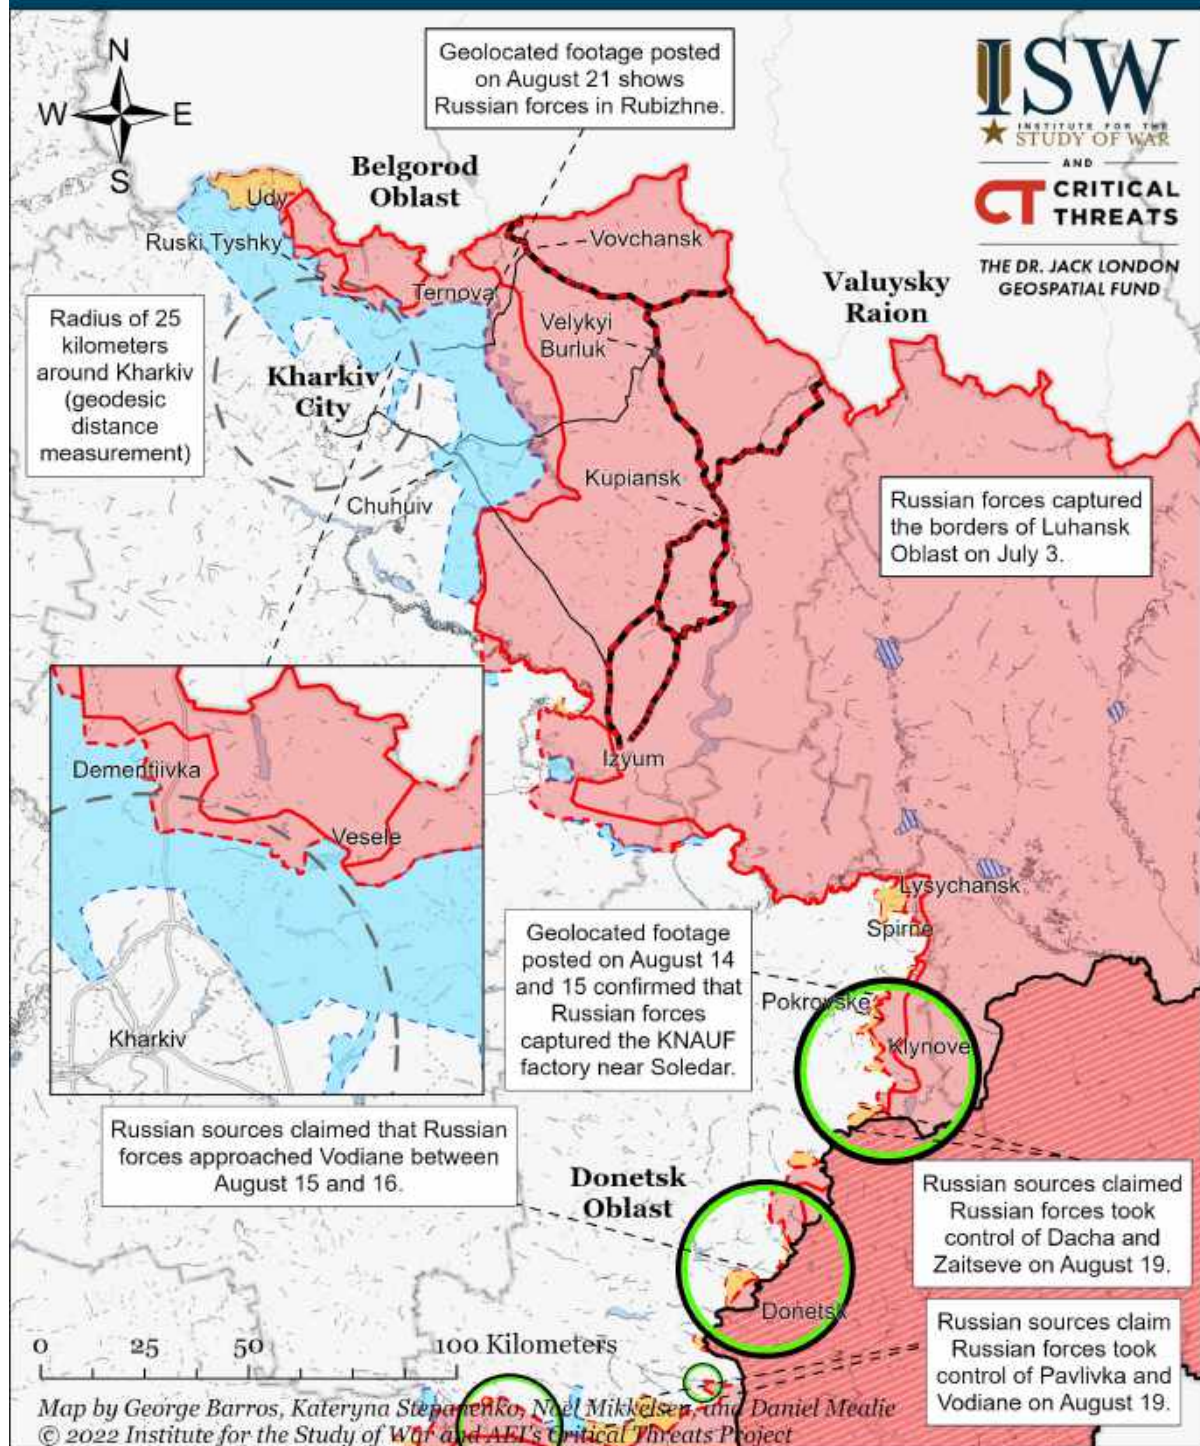 Geolocated footage posted
on August 21 shows
Russian forces in Rubizhne.
N
W
E
S
ISW
INSTITUTE FOR THE
STUDY OF WAR
AND
CT CRITICAL
THREATS
THE DR. JACK LONDON
GEOSPATIAL FUND
Belgorod
Oblast
Udy
Ruski Tyshky
Vovchansk
Ternova
Valuysky
Raion
Velykyi
Burluk
Radius of 25
kilometers
around Kharkiv
(geodesic
distance
measurement)
Kharkiv
City
Kupiansk
Chuhuiv
Russian forces captured
the borders of Luhansk
Oblast on July 3.
Izyum
Dementiivka
Vesele
Kharkiv
Lysychansk
Spirne
Geolocated footage
posted on August 14
and 15 confirmed that
Russian forces
captured the KNAUF
factory near Soledar.
Pokrovske
Klynove
Russian sources claimed that Russian
forces approached Vodiane between
August 15 and 16.
Donetsk
Oblast
Russian sources claimed
Russian forces took
control of Dacha and
Zaitseve on August 19.
Donetsk
Russian sources claim
Russian forces took
control of Pavlivka and
Vodiane on August 19.
0 25 50 100 Kilometers
Map by George Barros, Kateryna Stepanenko, Noel Mikkelsen, and Daniel Mealie
© 2022 Institute for the Study of War and AEI's Critical Threats Project